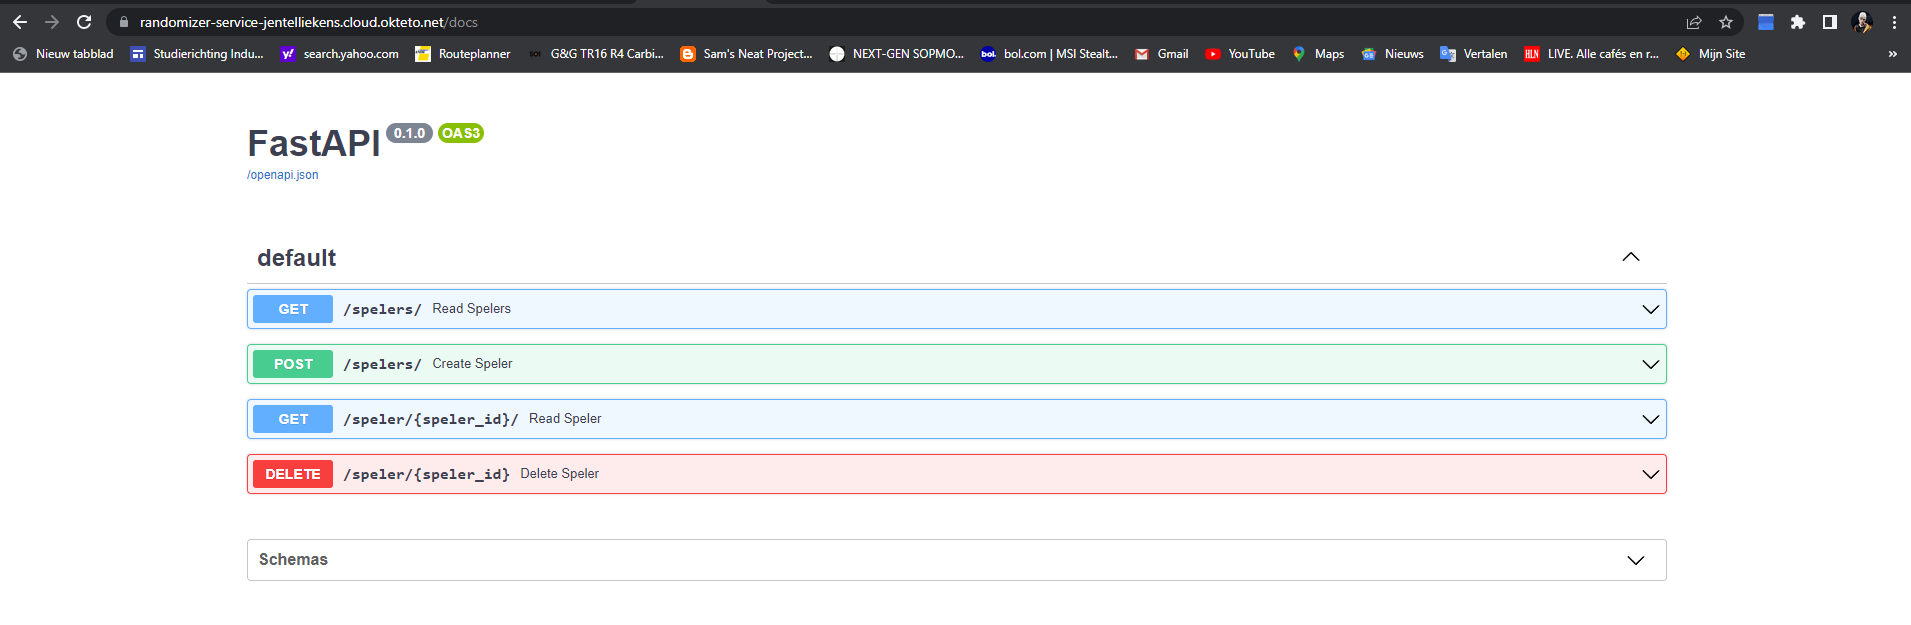 randomizer-service-jentelliekens.cloud.okteto.net/docs
Nieuw tabblad Studierichting Indu... search.yahoo.com Routeplanner G&G TR16 R4 Carbi... Sam's Neat Project... NEXT-GEN SOPMO... bol. bol.com | MSI Stealt... Gmail YouTube Maps Nieuws Vertalen HLN LIVE. Alle cafés en r... Mijn Site »
FastAPI 0.1.0 OAS3
/openapi.json
default
GET /spelers/ Read Spelers
POST /spelers/ Create Speler
GET /speler/{speler_id}/ Read Speler
DELETE /speler/{speler_id} Delete Speler
Schemas